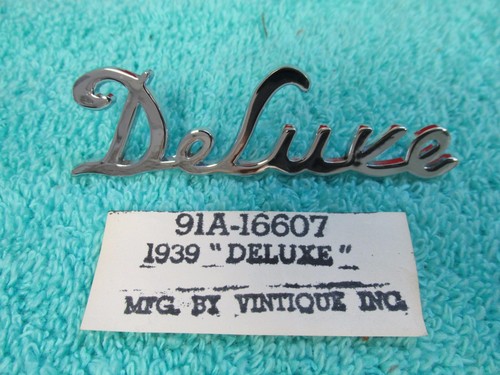 DeLuxe
91A-16607
1939 "DELUXE"
MFG. BY VINTIQUE INC.